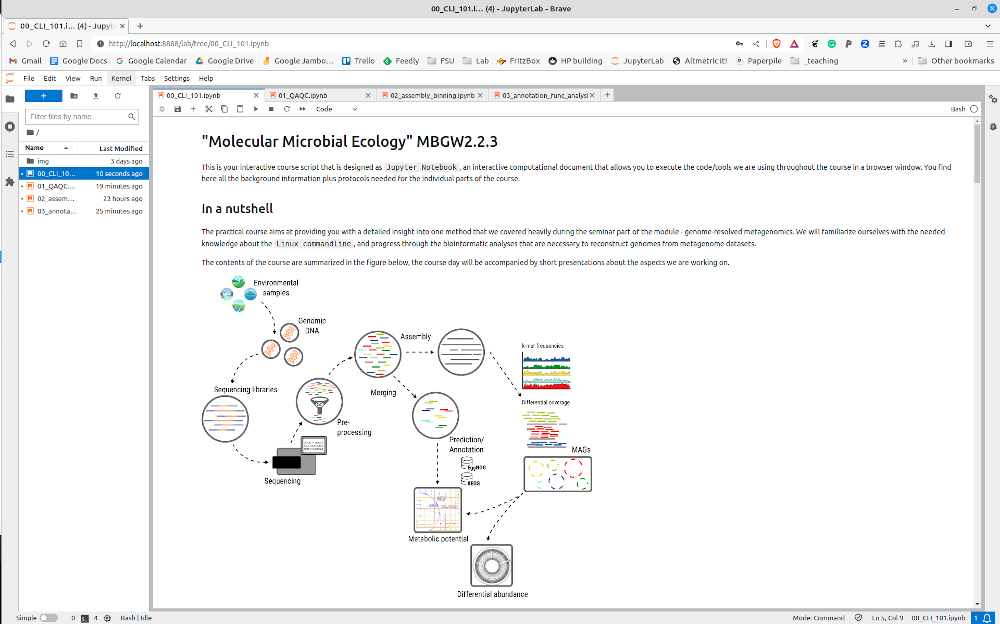 00_CLI_101.i... (4) - JupyterLab - Brave
00_CLI_101.i... (4) - Jupyt
http://localhost:8888/lab/tree/00_CLI_101.ipynb
Gmail Google Docs Google Calendar Google Drive Google Jambo... Trello Feedly FSU Lab FritzBox HP building JupyterLab Altmetric it! Paperpile _teaching » Other bookmarks
File Edit View Run Kernel Tabs Settings Help
00_CLI_101.ipynb 01_QAQC.ipynb 02_assembly_binning.ipynb 03_annotation_func_analysi
Code Bash
Filter files by name
/
Name Last Modified
img 3 days ago
00_CLI_10... 10 seconds ago
01_QAQC.... 19 minutes ago
02_assem... 23 hours ago
03_annota... 25 minutes ago
"Molecular Microbial Ecology" MBGW2.2.3
This is your interactive course script that is designed as Jupyter Notebook, an interactive computational document that allows you to execute the code/tools we are using throughout the course in a browser window. You find
here all the background information plus protocols needed for the individual parts of the course.
In a nutshell
The practical course aims at providing you with a detailed insight into one method that we covered heavily during the seminar part of the module - genome-resolved metagenomics. We will familiarize ourselves with the needed
knowledge about the Linux commandline, and progress through the bioinformatic analyses that are necessary to reconstruct genomes from metagenome datasets.
The contents of the course are summarized in the figure below, the course day will be accompanied by short presentations about the aspects we are working on.
Environmental
samples
Genomic
DNA
Assembly
k-mer frequencies
Sequencing libraries
Merging
Differential coverage
Pre-
processing
Prediction/
Annotation
MAGs
EggNOG
KEGG
Sequencing
Metabolic potential
Differential abundance
Simple 0 4 Bash | Idle Mode: Command Ln 5, Col 9 00_CLI_101.ipynb 1